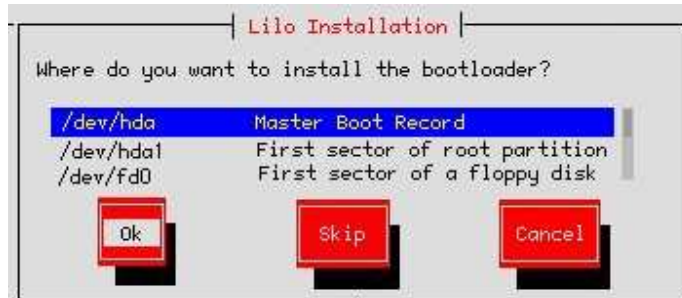 Lilo Installation
Where do you want to install the bootloader?
/dev/hda Master Boot Record
/dev/hda1 First sector of root partition
/dev/fd0 First sector of a floppy disk
Ok Skip Cancel